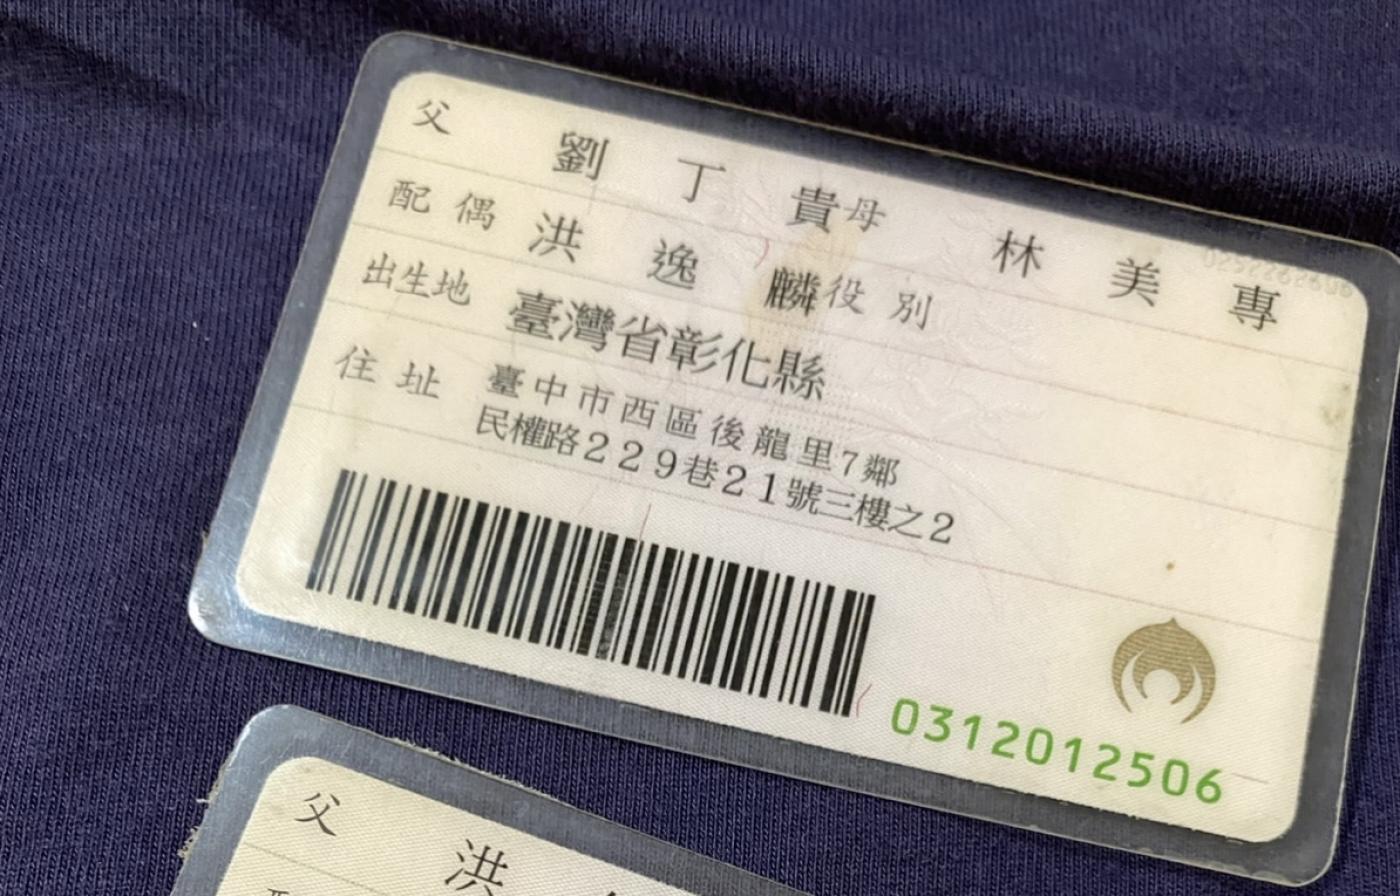 父 劉丁貴 母 林美專
配偶 洪逸麟 役別
出生地 臺灣省彰化縣
住址 臺中市西區後龍里7鄰
民權路229巷21號三樓之2
0312012506
父 洪